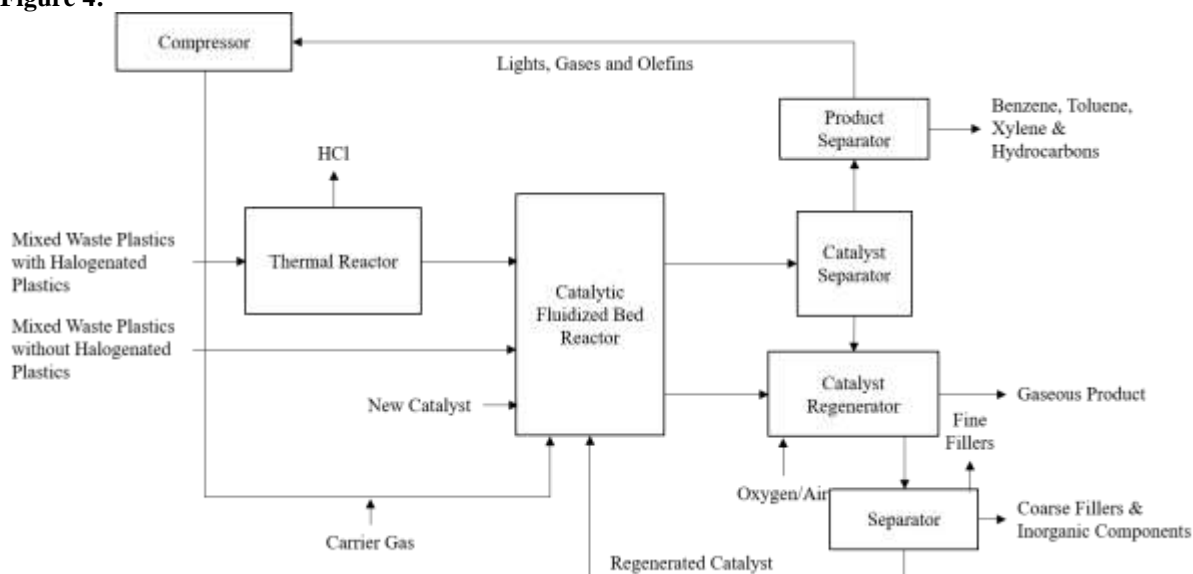 Figure 4.
Compressor
Lights, Gases and Olefins
Product
Separator
Benzene, Toluene,
Xylene &
Hydrocarbons
HCl
Mixed Waste Plastics
with Halogenated
Plastics
Thermal Reactor
Catalytic
Fluidized Bed
Reactor
Catalyst
Separator
Mixed Waste Plastics
without Halogenated
Plastics
New Catalyst
Catalyst
Regenerator
Gaseous Product
Fine
Fillers
Oxygen/Air
Separator
Coarse Fillers &
Inorganic Components
Carrier Gas
Regenerated Catalyst